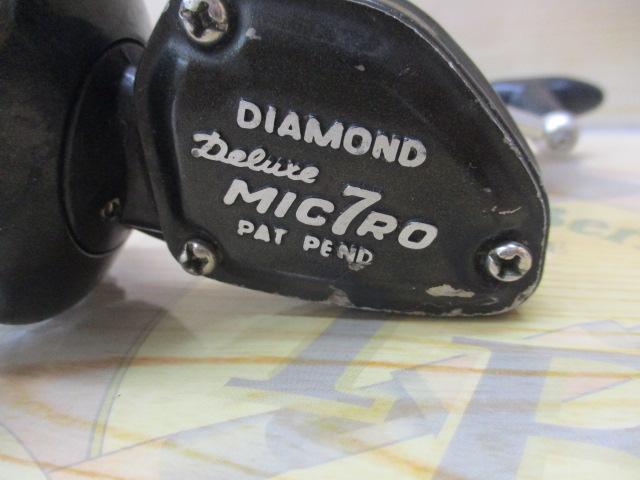 DIAMOND
Deluxe
MIC7RO
PAT PEND